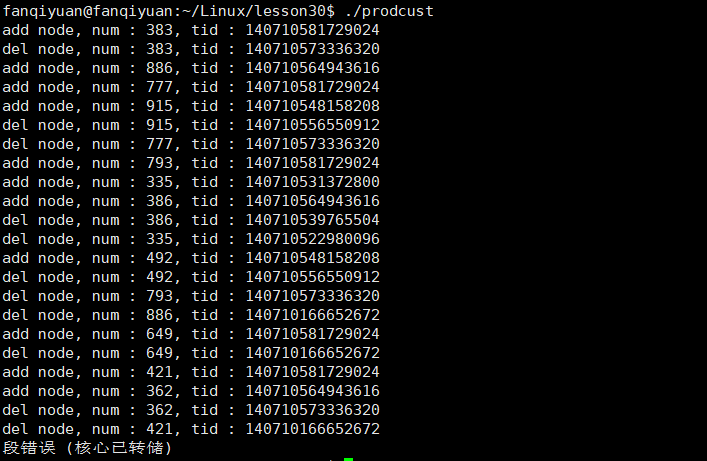 fanqiyuan@fanqiyuan:~/Linux/lesson30$ ./prodcust
add node, num : 383, tid : 140710581729024
del node, num : 383, tid : 140710573336320
add node, num : 886, tid : 140710564943616
add node, num : 777, tid : 140710581729024
add node, num : 915, tid : 140710548158208
del node, num : 915, tid : 140710556550912
del node, num : 777, tid : 140710573336320
add node, num : 793, tid : 140710581729024
add node, num : 335, tid : 140710531372800
add node, num : 386, tid : 140710564943616
del node, num : 386, tid : 140710539765504
del node, num : 335, tid : 140710522980096
add node, num : 492, tid : 140710548158208
del node, num : 492, tid : 140710556550912
del node, num : 793, tid : 140710573336320
del node, num : 886, tid : 140710166652672
add node, num : 649, tid : 140710581729024
del node, num : 649, tid : 140710166652672
add node, num : 421, tid : 140710581729024
add node, num : 362, tid : 140710564943616
del node, num : 362, tid : 140710573336320
del node, num : 421, tid : 140710166652672
段错误 (核心已转储)